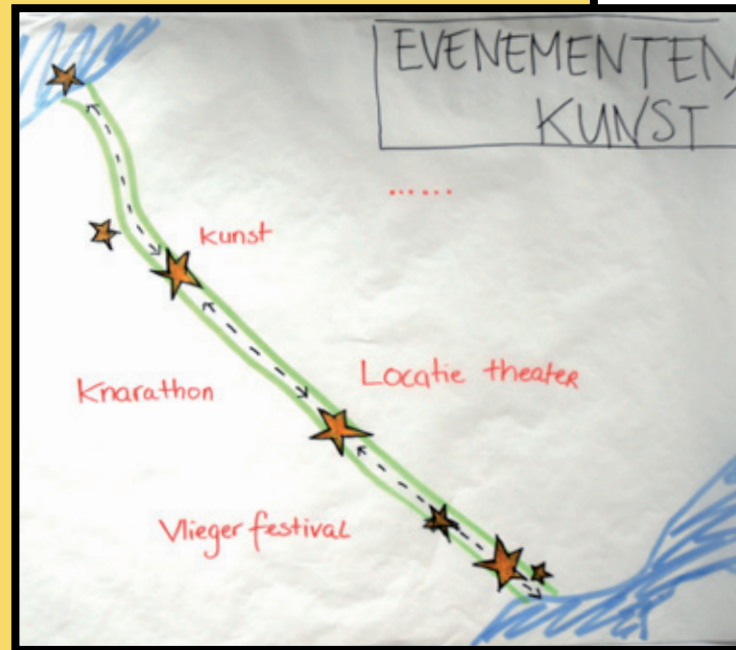 EVENEMENTEN,
KUNST
......
kunst
Locatie theater
Knarathon
Vlieger festival